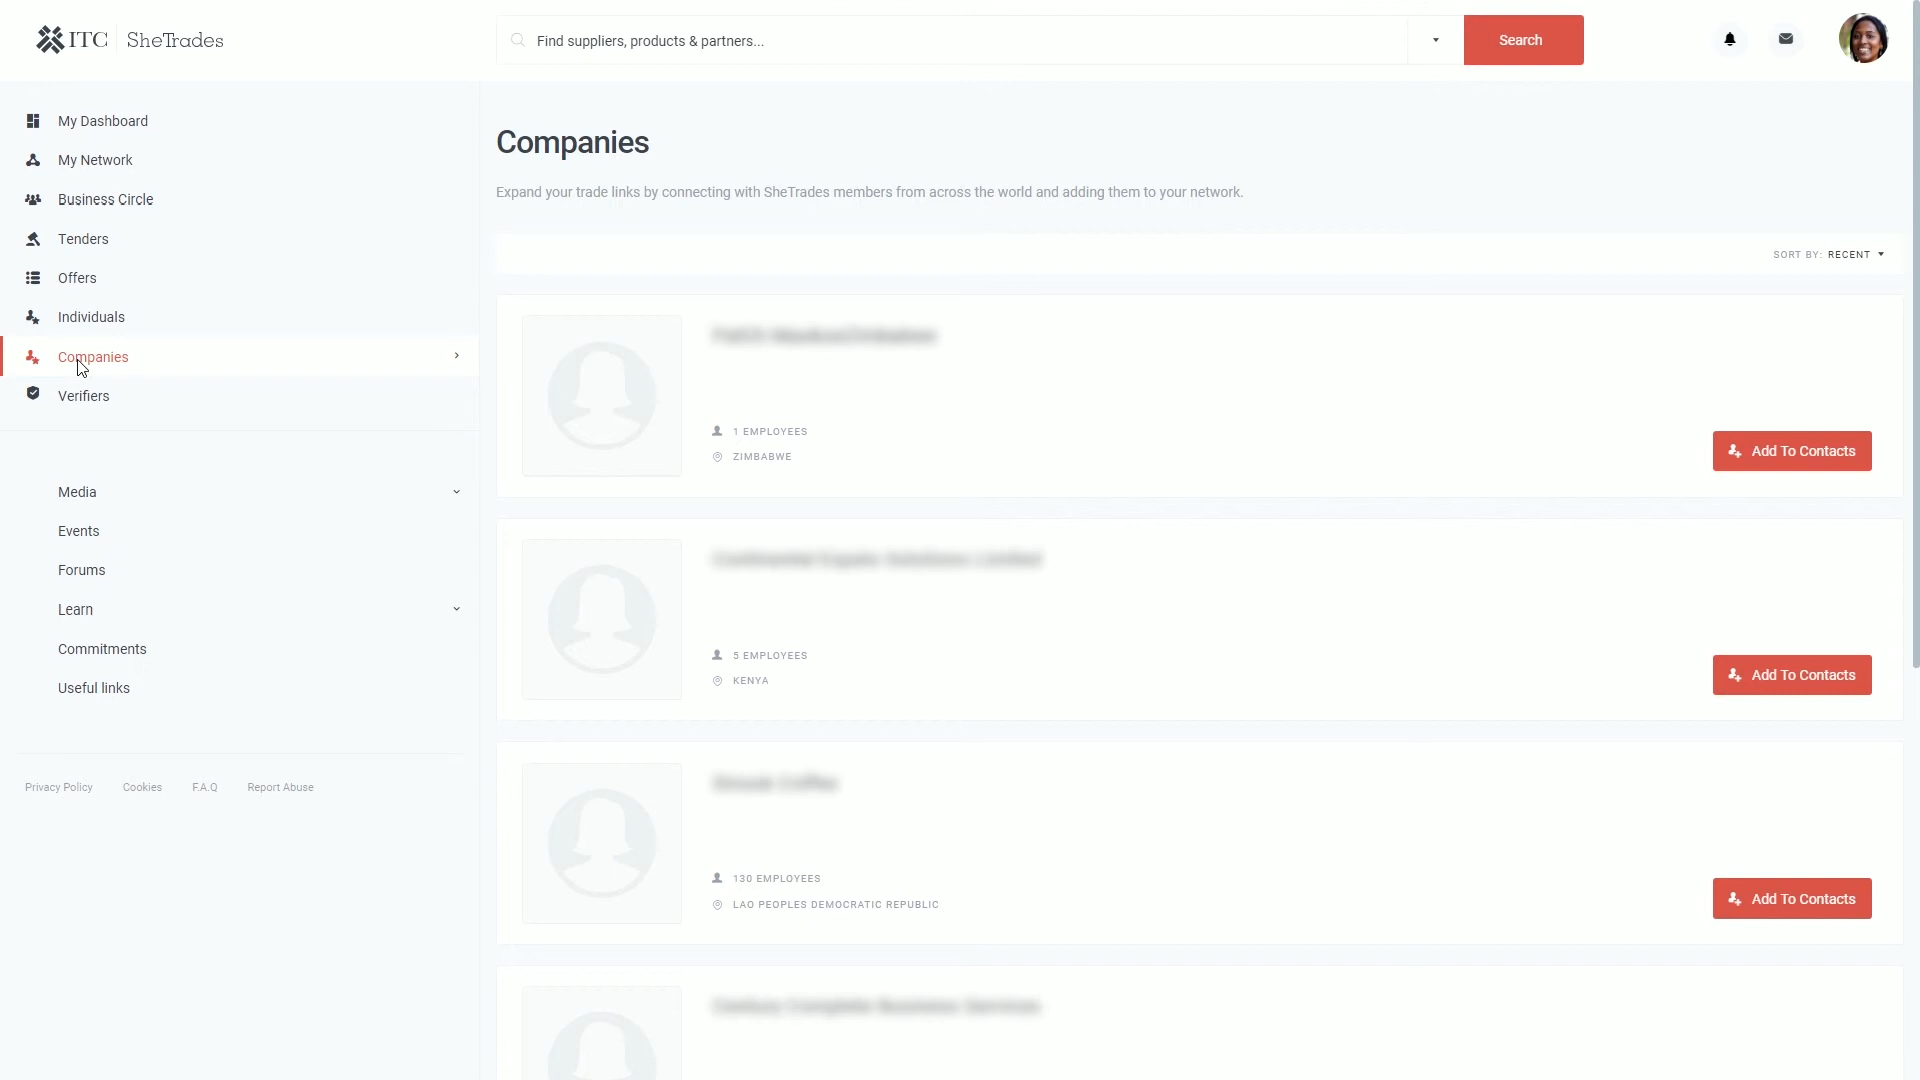 ITC SheTrades
Find suppliers, products & partners...
Search
My Dashboard
My Network
Business Circle
Tenders
Offers
Individuals
Companies
Verifiers
Media
Events
Forums
Learn
Commitments
Useful links
Privacy Policy Cookies F.A.Q Report Abuse
Companies
Expand your trade links by connecting with SheTrades members from across the world and adding them to your network.
SORT BY: RECENT
1 EMPLOYEES
ZIMBABWE
Add To Contacts
5 EMPLOYEES
KENYA
Add To Contacts
130 EMPLOYEES
LAO PEOPLES DEMOCRATIC REPUBLIC
Add To Contacts